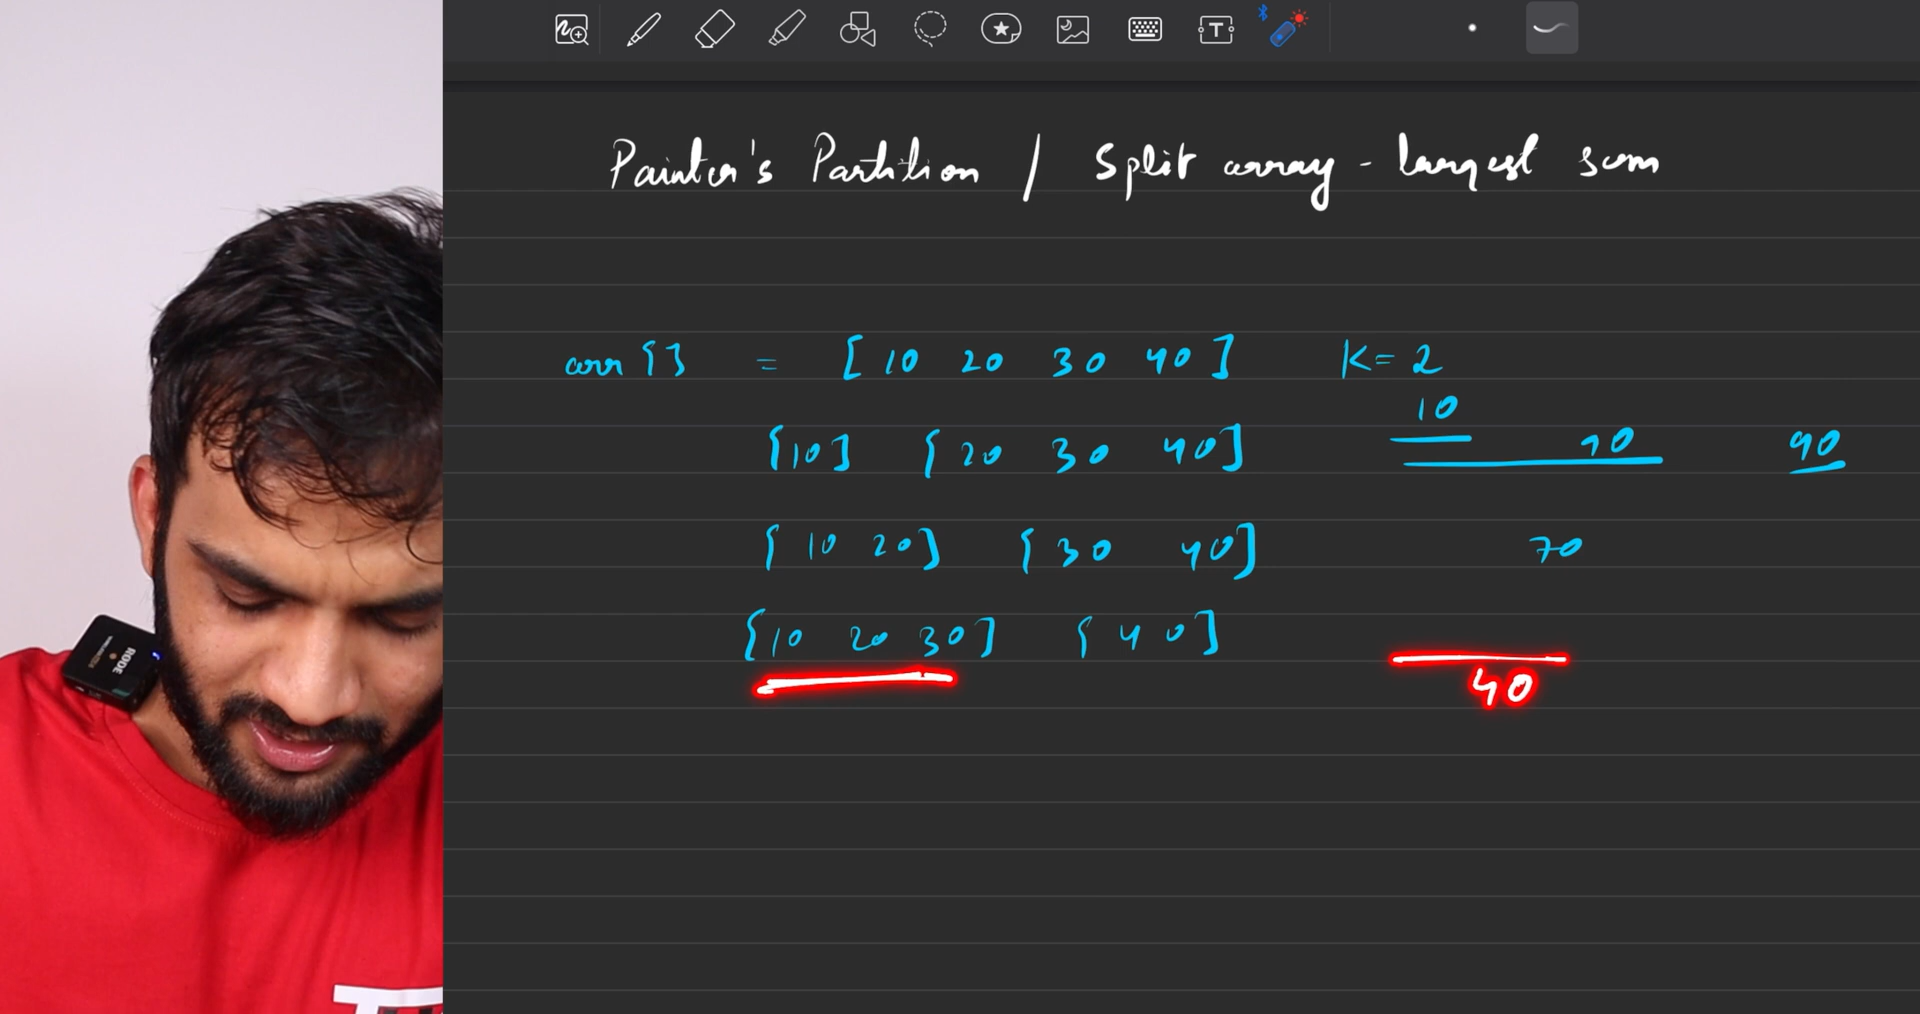 Painter's Partition / Split array - largest sum
arr [] = [ 10 20 30 40 ] K = 2
10
[10] [ 20 30 40] 90 90
[ 10 20] [ 30 40] 70
[10 20 30] [ 40]
40
RODE
T